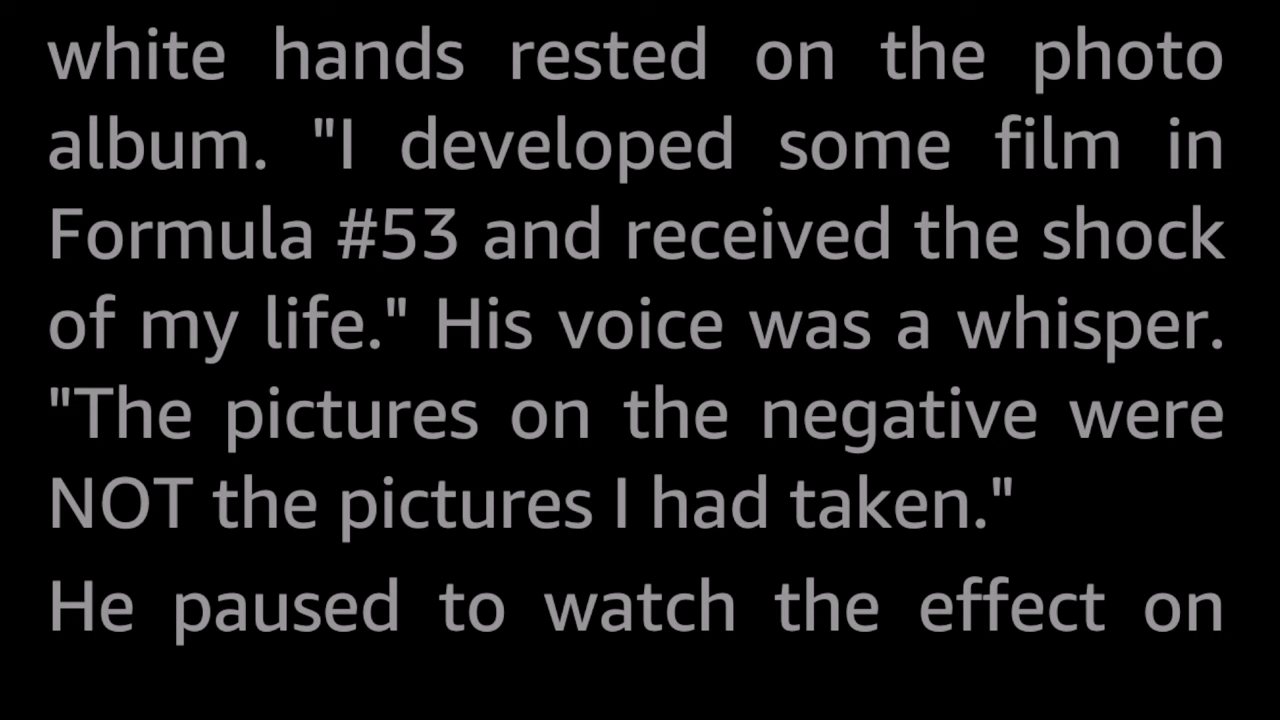 white hands rested on the photo
album. "I developed some film in
Formula #53 and received the shock
of my life." His voice was a whisper.
"The pictures on the negative were
NOT the pictures I had taken."
He paused to watch the effect on